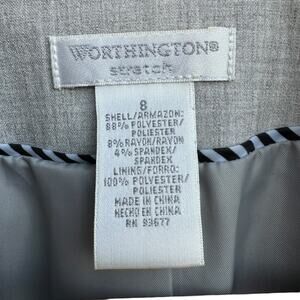 WORTHINGTON®
stretch
8
SHELL/ARMAZON:
88% POLYESTER/
POLIESTER
8% RAYON/RAYON
4% SPANDEX/
SPANDEX
LINING/FORRO:
100% POLYESTER/
POLIESTER
MADE IN CHINA
HECHO EN CHINA
RN 93677